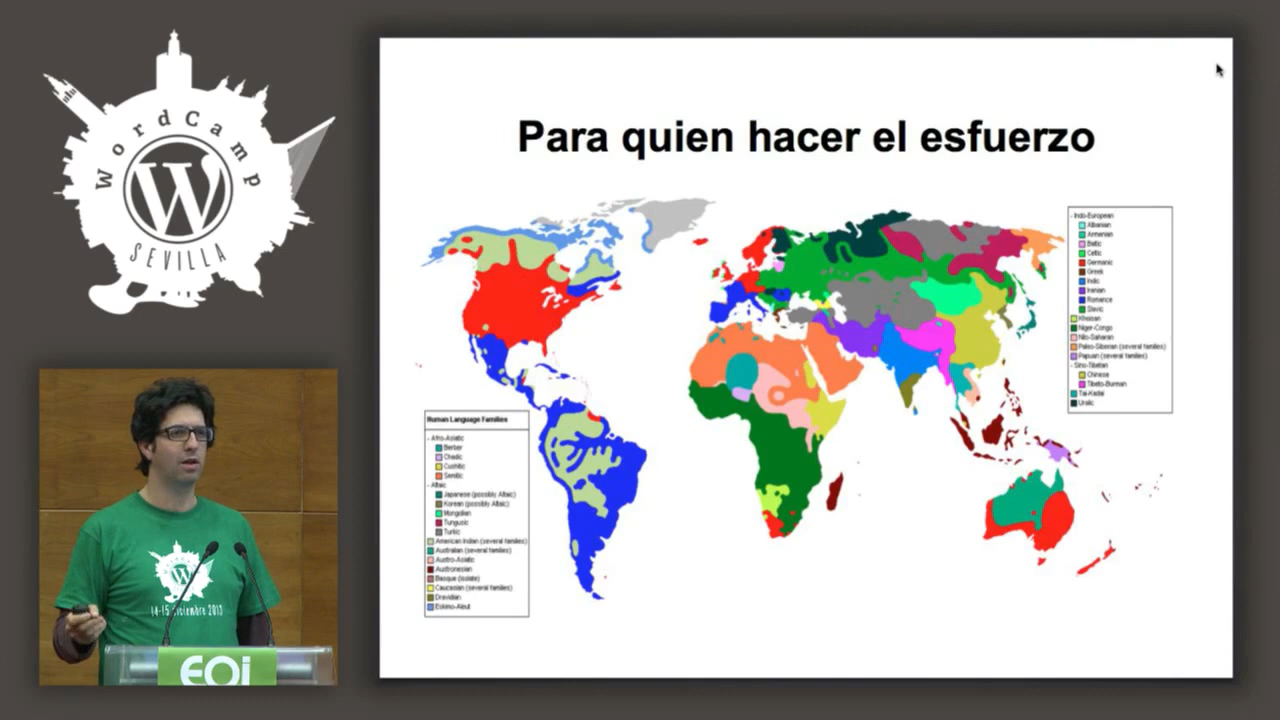 WordCamp
SEVILLA
Para quien hacer el esfuerzo
- Indo-European
Albanian
Armenian
Baltic
Celtic
Germanic
Greek
Indic
Iranian
Romance
Slavic
Khoisan
Niger-Congo
Nilo-Saharan
Paleo-Siberian (several families)
Papuan (several families)
- Sino-Tibetan
Chinese
Tibeto-Burman
Tai-Kadai
Uralic
Human Language Families
- Afro-Asiatic
Berber
Chadic
Cushitic
Semitic
- Altaic
Japanese (possibly Altaic)
Korean (possibly Altaic)
Mongolian
Tungusic
Turkic
American Indian (several families)
Australian (several families)
Austro-Asiatic
Austronesian
Basque (isolate)
Caucasian (several families)
Dravidian
Eskimo-Aleut
14-15 diciembre 2013
EOi